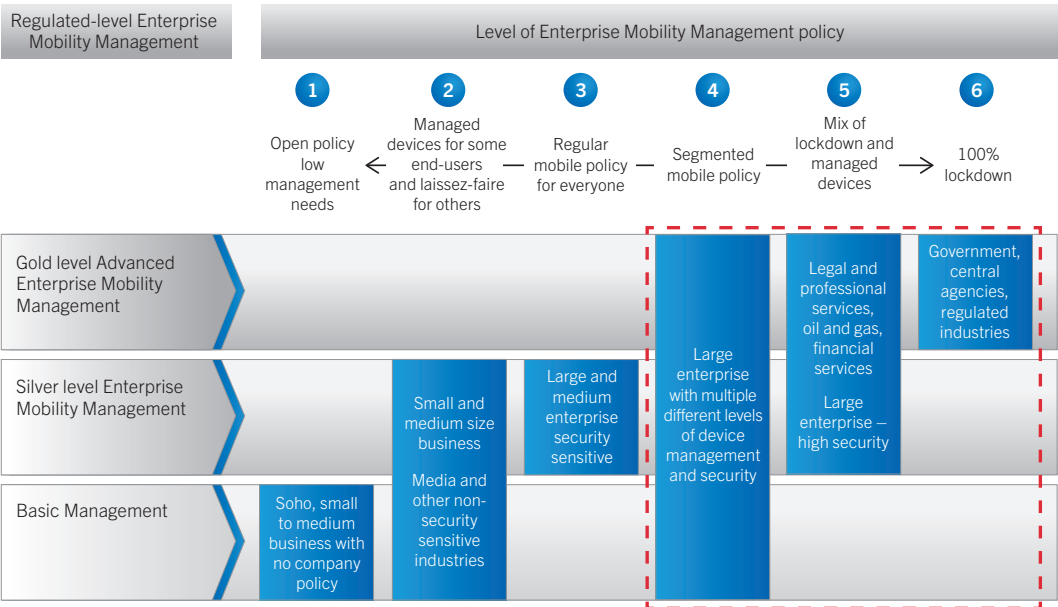 Regulated-level Enterprise
Mobility Management
Level of Enterprise Mobility Management policy
1
2
3
4
5
6
Open policy
low
management
needs
Managed
devices for some
end-users
and laissez-faire
for others
Regular
mobile policy
for everyone
Segmented
mobile policy
Mix of
lockdown and
managed
devices
100%
lockdown
Gold level Advanced
Enterprise Mobility
Management
Silver level Enterprise
Mobility Management
Basic Management
Soho, small
to medium
business with
no company
policy
Small and
medium size
business
Media and
other non-
security
sensitive
industries
Large and
medium
enterprise
security
sensitive
Large
enterprise
with multiple
different levels
of device
management
and security
Legal and
professional
services,
oil and gas,
financial
services
Large
enterprise –
high security
Government,
central
agencies,
regulated
industries